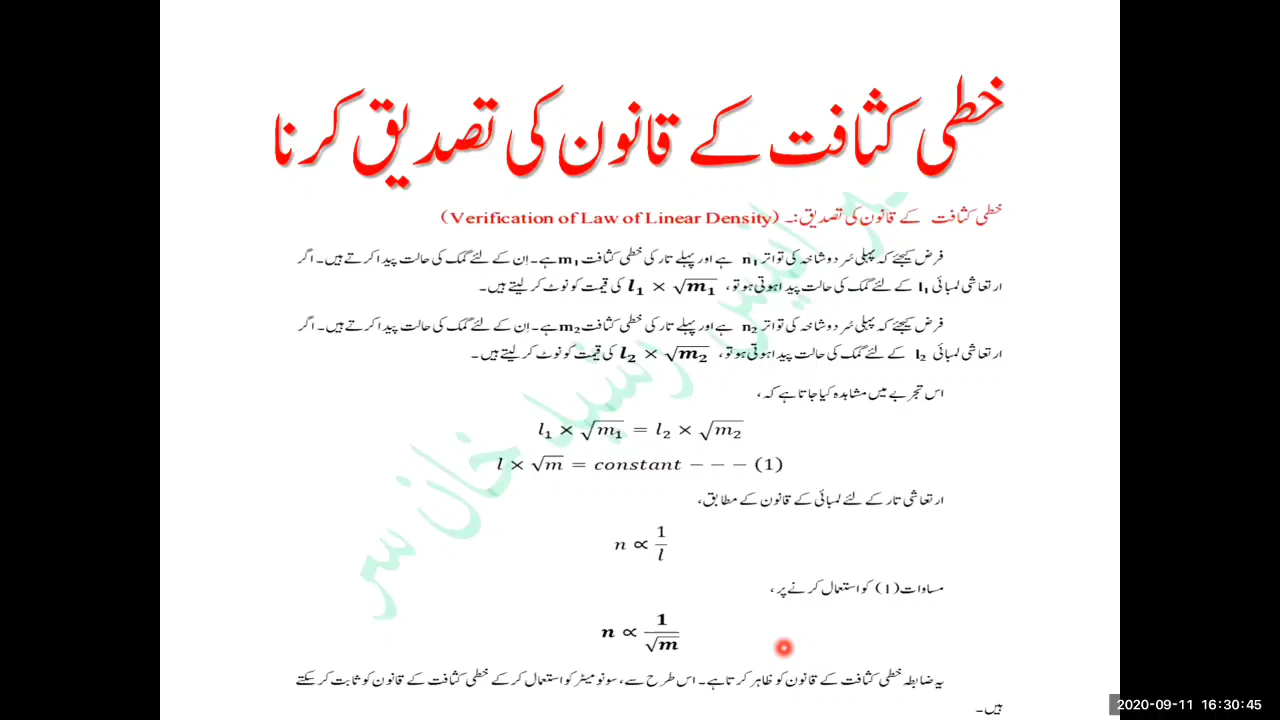 خطی کثافت کے قانون کی تصدیق کرنا
خطی کثافت کے قانون کی تصدیق:۔ (Verification of Law of Linear Density)
فرض کیجئے کہ پہلی سُر دو شاخہ کی تواتر n₁ ہے اور پہلے تار کی خطی کثافت m₁ ہے۔ اِن کے لئے گمک کی حالت پیدا کرتے ہیں۔ اگر
ارتعاشی لمبائی l₁ کے لئے گمک کی حالت پیدا ہوتی ہو تو، l₁ × √m₁ کی قیمت کو نوٹ کر لیتے ہیں۔
فرض کیجئے کہ پہلی سُر دو شاخہ کی تواتر n₂ ہے اور پہلے تار کی خطی کثافت m₂ ہے۔ اِن کے لئے گمک کی حالت پیدا کرتے ہیں۔ اگر
ارتعاشی لمبائی l₂ کے لئے گمک کی حالت پیدا ہوتی ہو تو، l₂ × √m₂ کی قیمت کو نوٹ کر لیتے ہیں۔
اس تجربے میں مشاہدہ کیا جاتا ہے کہ،
l₁ × √m₁ = l₂ × √m₂
l × √m = constant − − − (1)
ارتعاشی تار کے لئے لمبائی کے قانون کے مطابق،
n ∝ 1/l
مساوات (1) کو استعمال کرنے پر،
n ∝ 1/√m
یہ ضابطہ خطی کثافت کے قانون کو ظاہر کرتا ہے۔ اس طرح سے، سونومیٹر کو استعمال کر کے خطی کثافت کے قانون کو ثابت کر سکتے
ہیں۔
رشید خان سر
2020-09-11 16:30:45